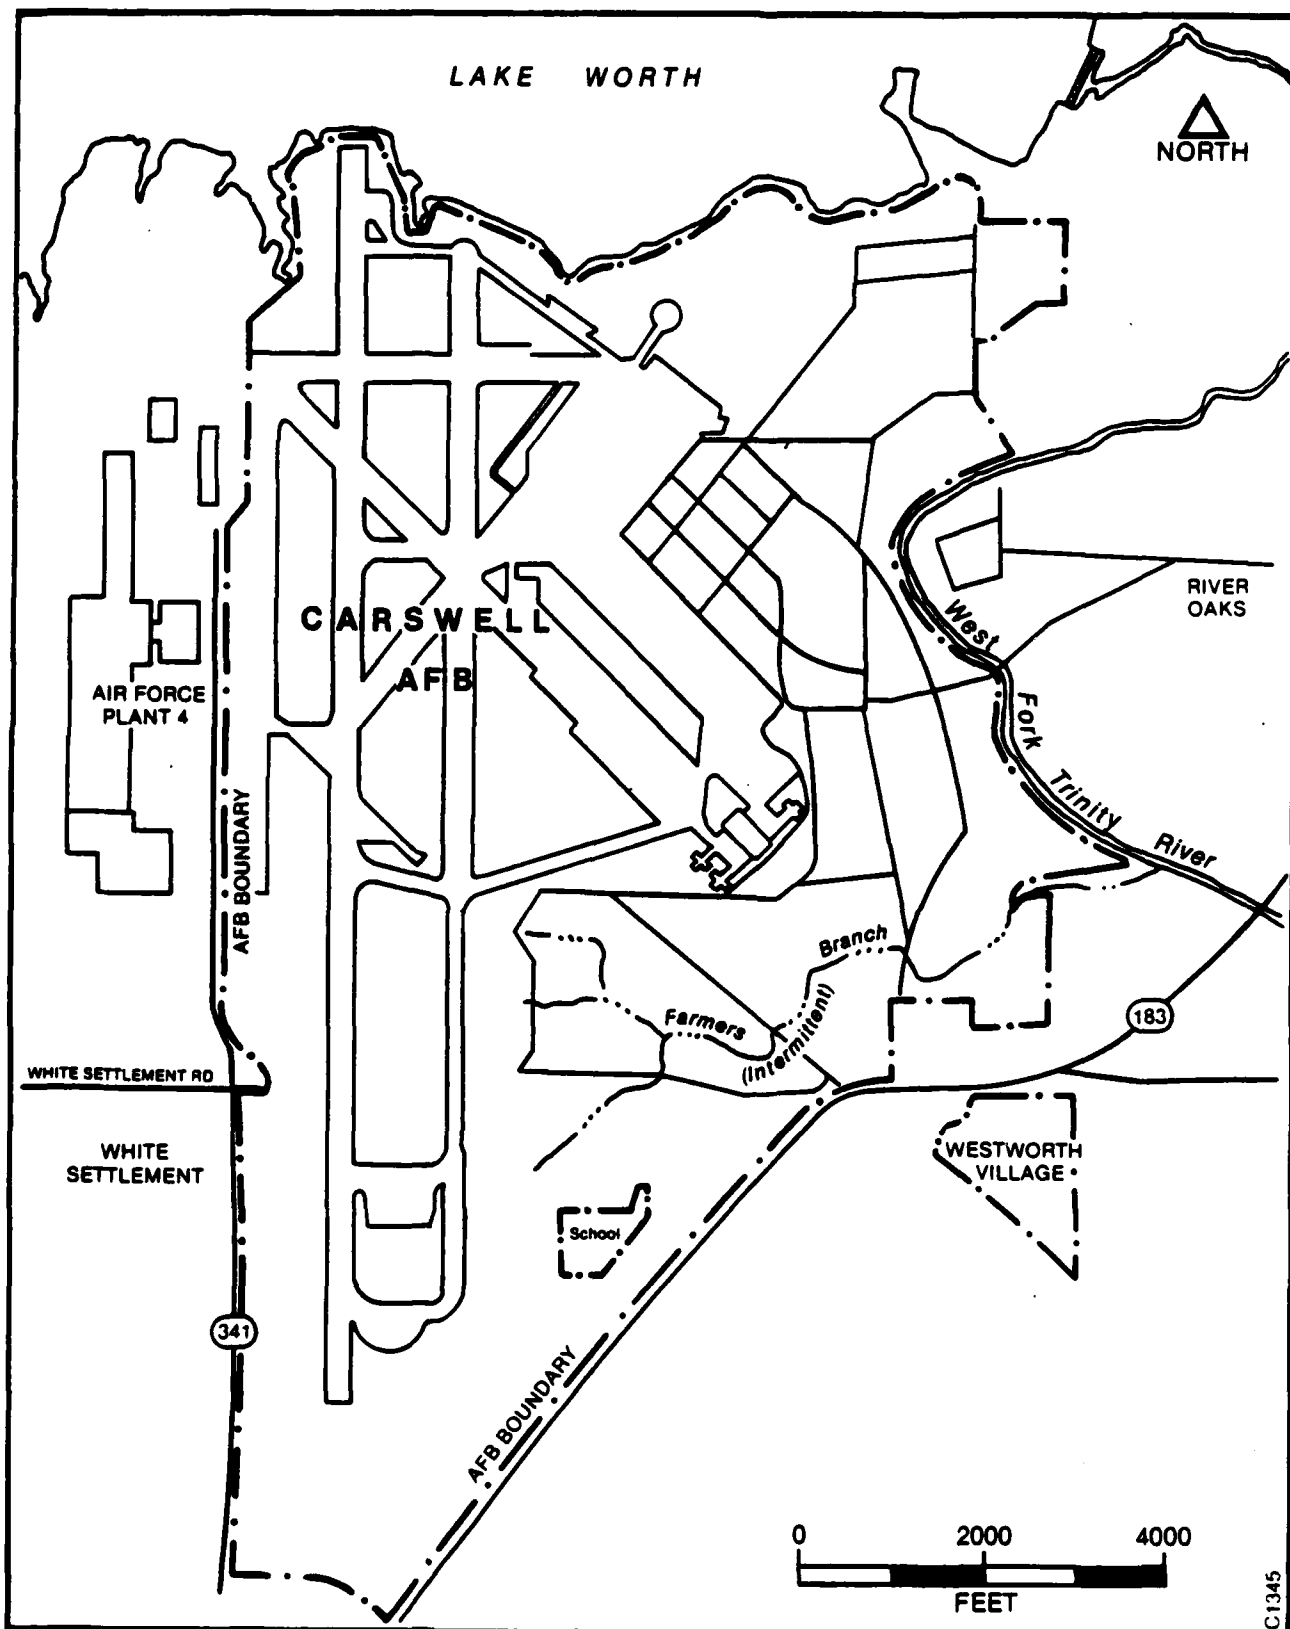 LAKE WORTH
NORTH
RIVER
OAKS
CARSWELL
AFB
West
Fork
Trinity
River
AIR FORCE
PLANT 4
AFB BOUNDARY
Branch
Farmers
(Intermittent)
183
WHITE SETTLEMENT RD
WHITE
SETTLEMENT
WESTWORTH
VILLAGE
School
341
AFB BOUNDARY
0 2000 4000
FEET
C1345